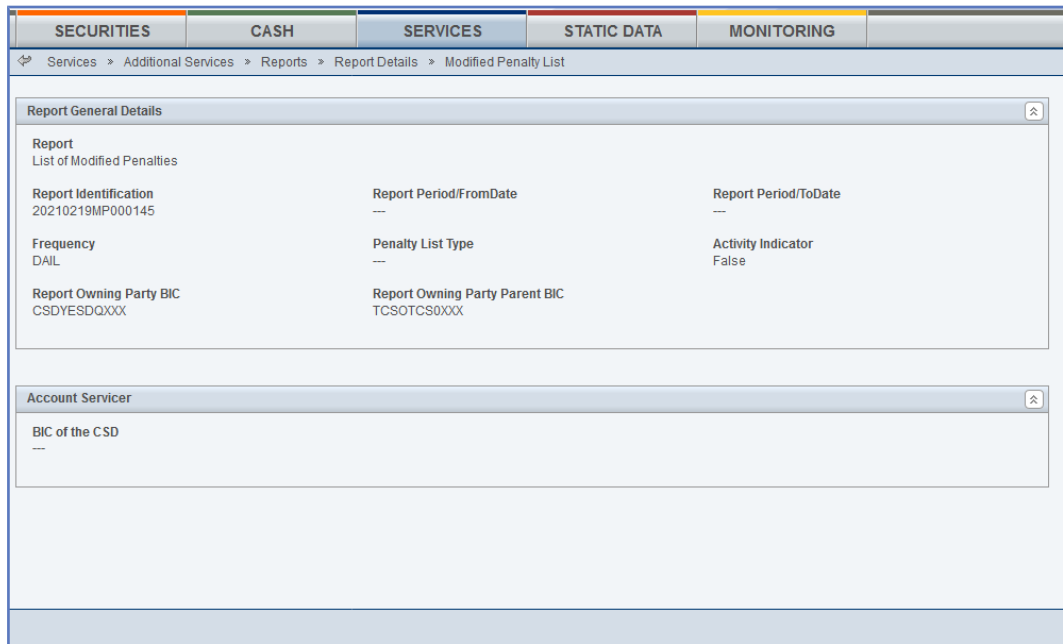 SECURITIES CASH SERVICES STATIC DATA MONITORING
Services » Additional Services » Reports » Report Details » Modified Penalty List
Report General Details
Report
List of Modified Penalties
Report Identification Report Period/FromDate Report Period/ToDate
20210219MP000145 --- ---
Frequency Penalty List Type Activity Indicator
DAIL --- False
Report Owning Party BIC Report Owning Party Parent BIC
CSDYESDQXXX TCSOTCS0XXX
Account Servicer
BIC of the CSD
---